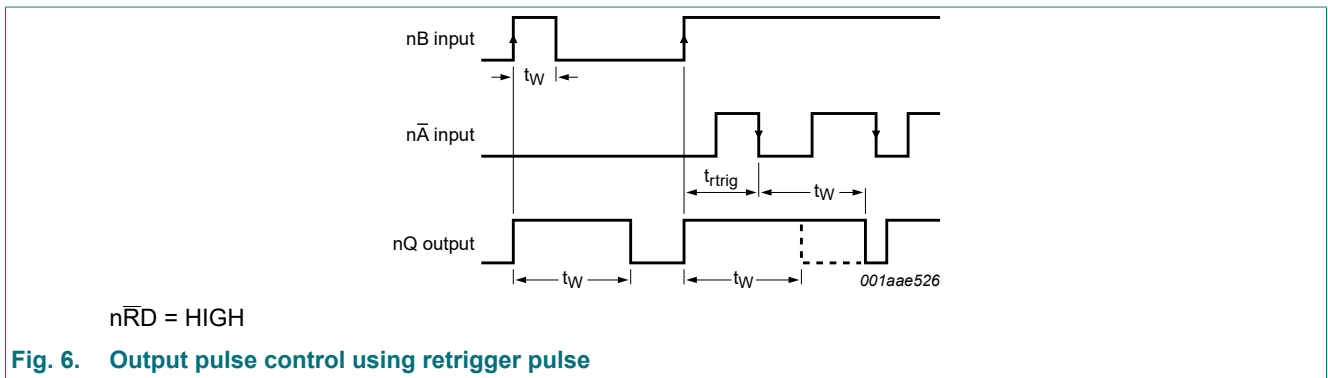 nB input
tW
nA̅ input
trtrig
tW
nQ output
tW
tW
001aae526
nR̅D = HIGH
Fig. 6. Output pulse control using retrigger pulse